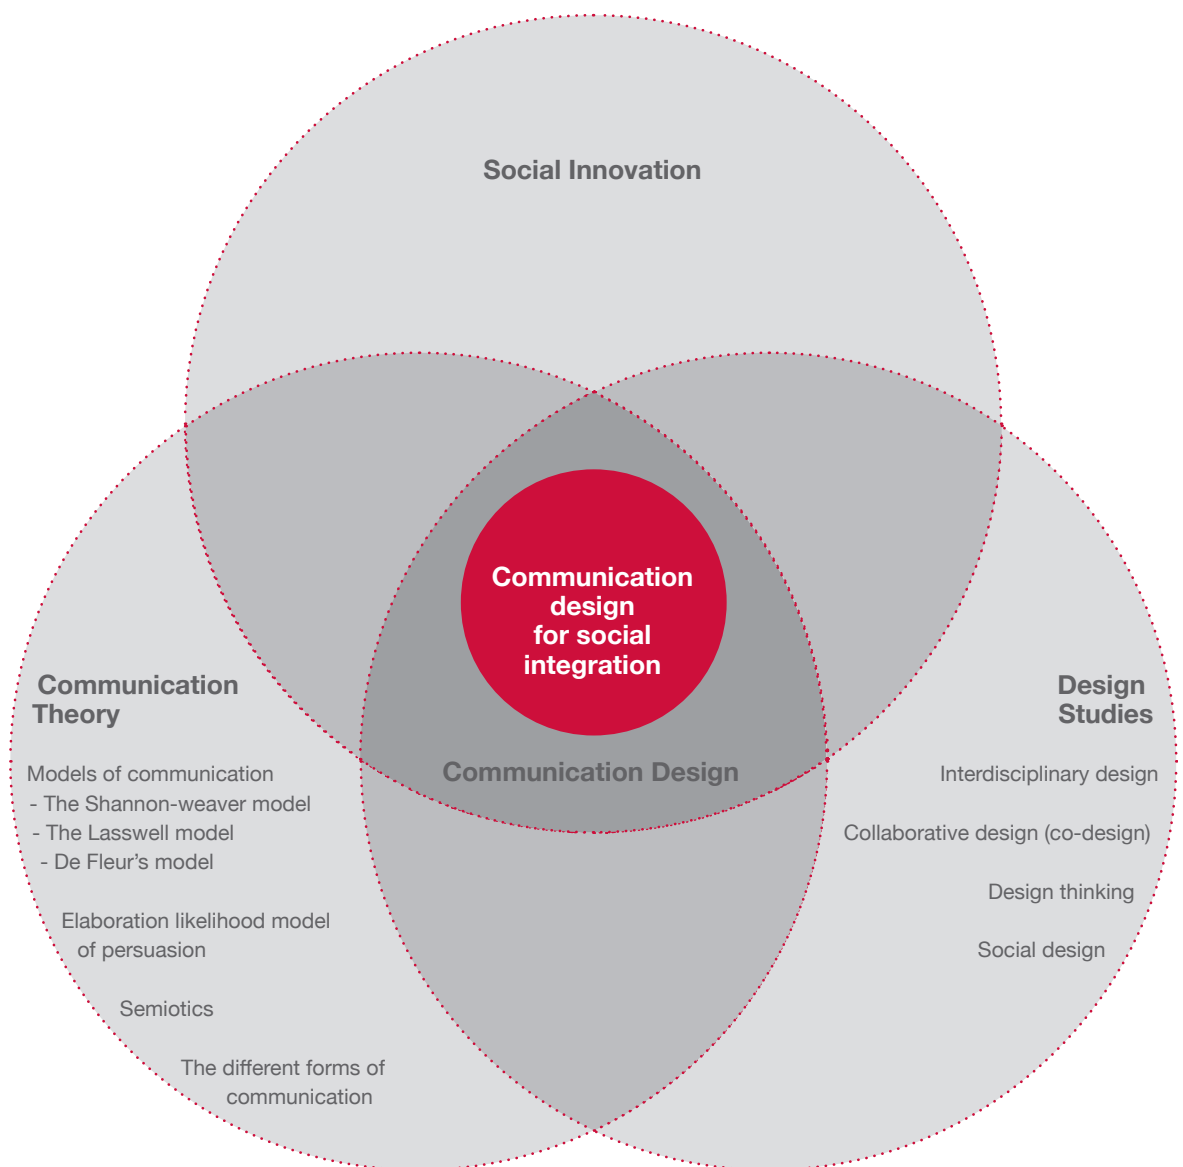 Social Innovation
Communication
design
for social
integration
Communication Design
Communication
Theory
Models of communication
- The Shannon-weaver model
- The Lasswell model
- De Fleur's model
Elaboration likelihood model
of persuasion
Semiotics
The different forms of
communication
Design
Studies
Interdisciplinary design
Collaborative design (co-design)
Design thinking
Social design